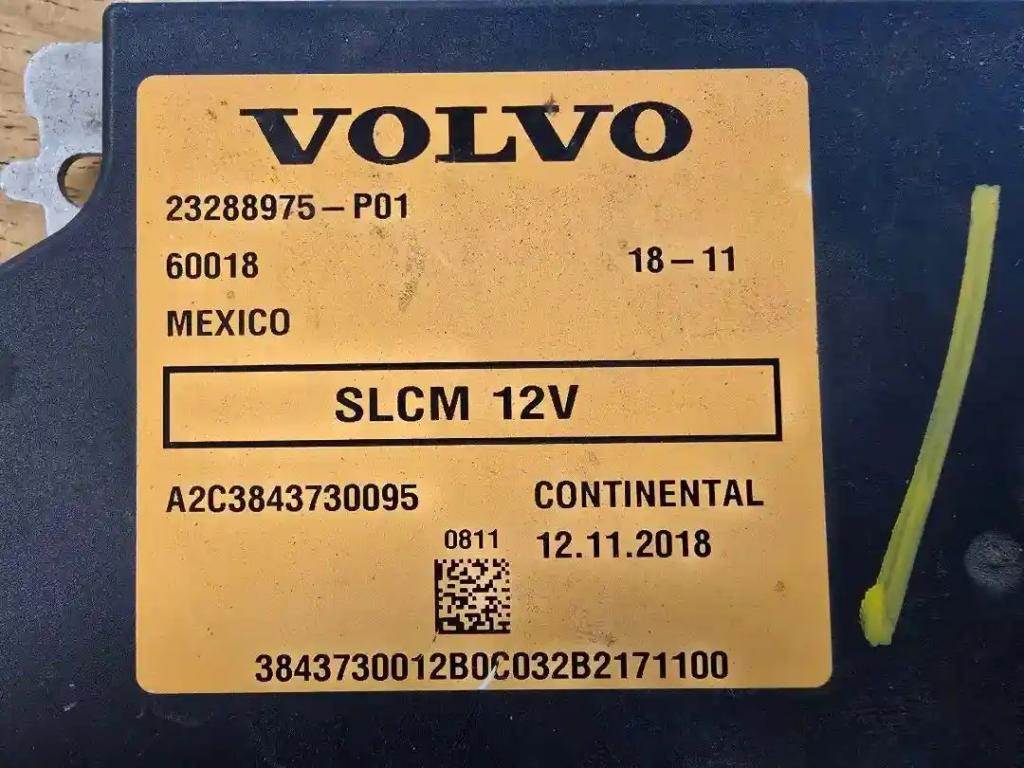 VOLVO
23288975-P01
60018 18-11
MEXICO
SLCM 12V
A2C3843730095 CONTINENTAL
0811 12.11.2018
3843730012B0C032B2171100